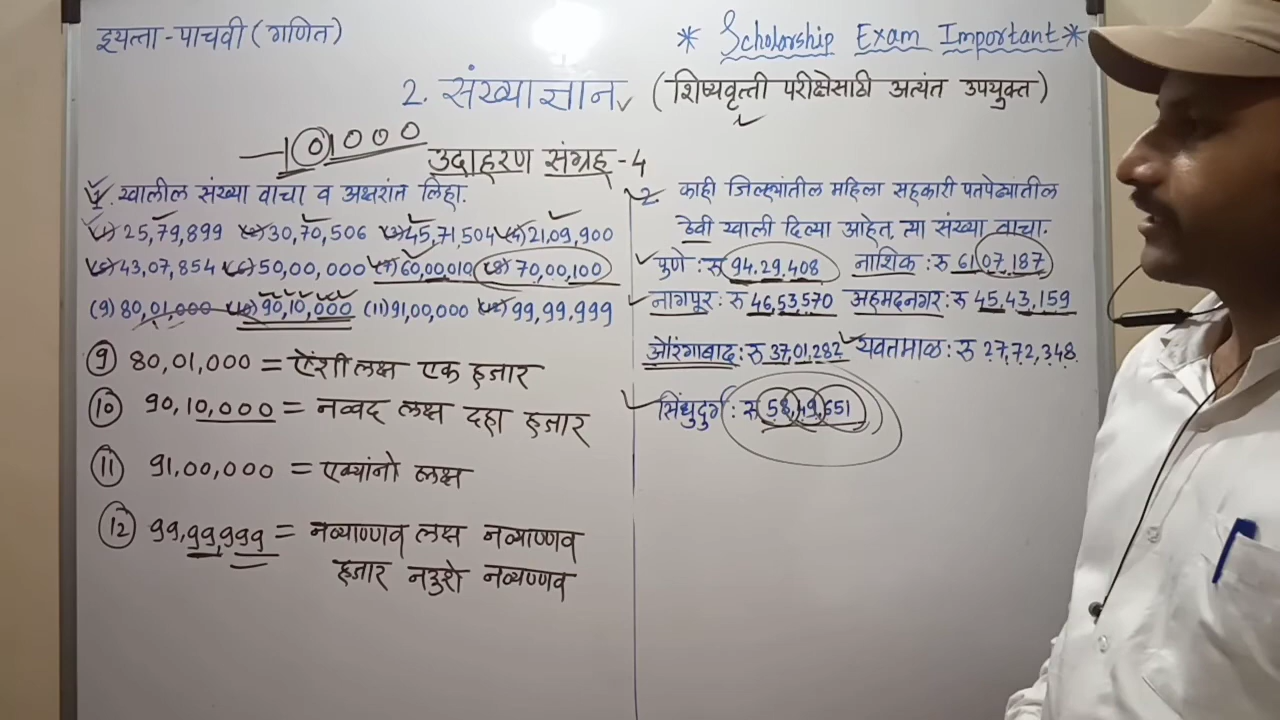 इयत्ता-पाचवी (गणित)
* Scholarship Exam Important *
2. संख्याज्ञान (शिष्यवृत्ती परीक्षेसाठी अत्यंत उपयुक्त)
101000
उदाहरण संग्रह-4
1. खालील संख्या वाचा व अक्षरांत लिहा.
(1) 25,79,899 (2) 30,70,506 (3) 45,71,504 (4) 21,09,900
(5) 43,07,854 (6) 50,00,000 (7) 60,00,010 (8) 70,00,100
(9) 80,01,000 (10) 90,10,000 (11) 91,00,000 (12) 99,99,999
(9) 80,01,000 = ऐंशी लक्ष एक हजार
(10) 90,10,000 = नव्वद लक्ष दहा हजार
(11) 91,00,000 = एक्यांनो लक्ष
(12) 99,99,999 = नव्याण्णव लक्ष नव्याण्णव
हजार नऊशे नव्यण्णव
2. काही जिल्ह्यांतील महिला सहकारी पतपेढ्यांतील
ठेवी खाली दिल्या आहेत. त्या संख्या वाचा.
पुणे : रु 94,29,408 नाशिक : रु 61,07,187
नागपूर : रु 46,53,570 अहमदनगर : रु 45,43,159
औरंगाबाद : रु 37,01,282 यवतमाळ : रु 27,72,348
सिंधुदुर्ग : रु 58,49,651